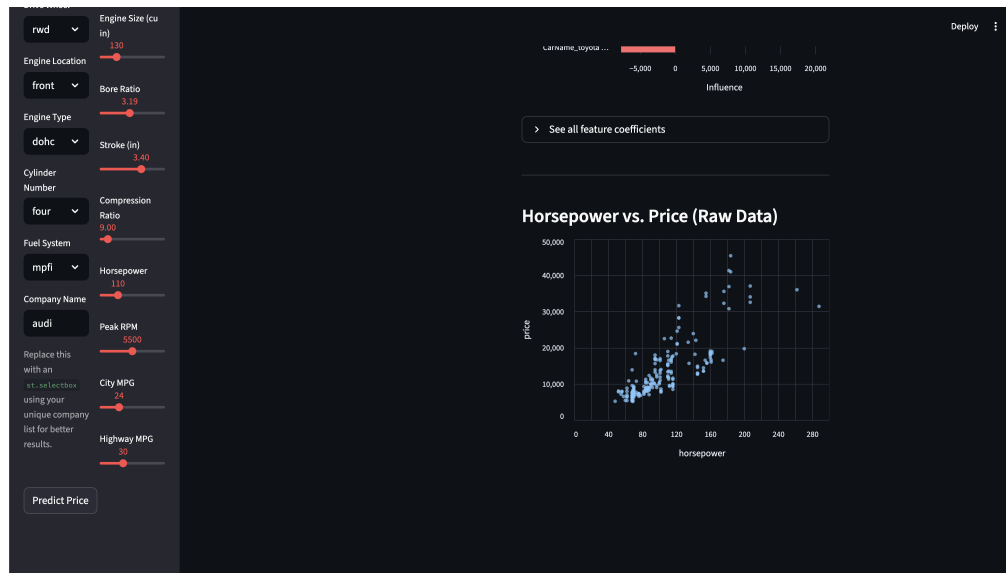 Drive Wheel
rwd
Engine Location
front
Engine Type
dohc
Cylinder
Number
four
Fuel System
mpfi
Company Name
audi
Replace this
with an
st.selectbox
using your
unique company
list for better
results.
Predict Price
Engine Size (cu
in)
130
Bore Ratio
3.19
Stroke (in)
3.40
Compression
Ratio
9.00
Horsepower
110
Peak RPM
5500
City MPG
24
Highway MPG
30
Deploy
CarName_toyota ...
−5,000 0 5,000 10,000 15,000 20,000
Influence
See all feature coefficients
Horsepower vs. Price (Raw Data)
50,000
40,000
30,000
20,000
10,000
0
price
0 40 80 120 160 200 240 280
horsepower